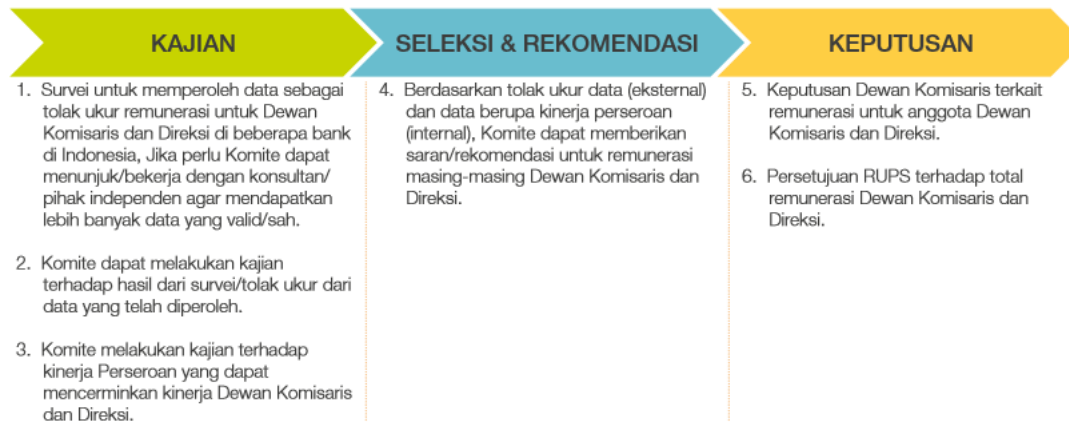 KAJIAN
1. Survei untuk memperoleh data sebagai
tolak ukur remunerasi untuk Dewan
Komisaris dan Direksi di beberapa bank
di Indonesia, Jika perlu Komite dapat
menunjuk/bekerja dengan konsultan/
pihak independen agar mendapatkan
lebih banyak data yang valid/sah.
2. Komite dapat melakukan kajian
terhadap hasil dari survei/tolak ukur dari
data yang telah diperoleh.
3. Komite melakukan kajian terhadap
kinerja Perseroan yang dapat
mencerminkan kinerja Dewan Komisaris
dan Direksi.
SELEKSI & REKOMENDASI
4. Berdasarkan tolak ukur data (eksternal)
dan data berupa kinerja perseroan
(internal), Komite dapat memberikan
saran/rekomendasi untuk remunerasi
masing-masing Dewan Komisaris dan
Direksi.
KEPUTUSAN
5. Keputusan Dewan Komisaris terkait
remunerasi untuk anggota Dewan
Komisaris dan Direksi.
6. Persetujuan RUPS terhadap total
remunerasi Dewan Komisaris dan
Direksi.